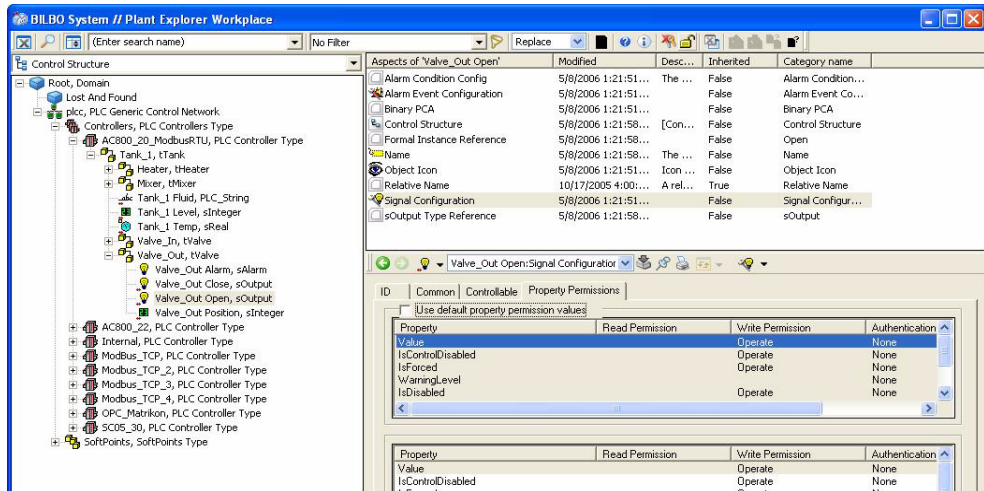 BILBO System // Plant Explorer Workplace
(Enter search name) No Filter Replace
Control Structure
Root, Domain
Lost And Found
plcc, PLC Generic Control Network
Controllers, PLC Controllers Type
AC800_20_ModbusRTU, PLC Controller Type
Tank_1, tTank
Heater, tHeater
Mixer, tMixer
Tank_1 Fluid, PLC_String
Tank_1 Level, sInteger
Tank_1 Temp, sReal
Valve_In, tValve
Valve_Out, tValve
Valve_Out Alarm, sAlarm
Valve_Out Close, sOutput
Valve_Out Open, sOutput
Valve_Out Position, sInteger
AC800_22, PLC Controller Type
Internal, PLC Controller Type
ModBus_TCP, PLC Controller Type
Modbus_TCP_2, PLC Controller Type
Modbus_TCP_3, PLC Controller Type
Modbus_TCP_4, PLC Controller Type
OPC_Matrikon, PLC Controller Type
SC05_30, PLC Controller Type
SoftPoints, SoftPoints Type
Aspects of 'Valve_Out Open' Modified Desc... Inherited Category name
Alarm Condition Config 5/8/2006 1:21:51... The ... False Alarm Condition...
Alarm Event Configuration 5/8/2006 1:21:51... False Alarm Event Co...
Binary PCA 5/8/2006 1:21:51... False Binary PCA
Control Structure 5/8/2006 1:21:58... [Con... False Control Structure
Formal Instance Reference 5/8/2006 1:21:58... False Open
Name 5/8/2006 1:21:58... The ... False Name
Object Icon 5/8/2006 1:21:51... Icon ... False Object Icon
Relative Name 10/17/2005 4:00:... A rel... True Relative Name
Signal Configuration 5/8/2006 1:21:51... False Signal Configur...
sOutput Type Reference 5/8/2006 1:21:58... False sOutput
Valve_Out Open:Signal Configuration
ID Common Controllable Property Permissions
Use default property permission values
Property Read Permission Write Permission Authentication
Value Operate None
IsControlDisabled Operate None
IsForced Operate None
WarningLevel None
IsDisabled Operate None
Property Read Permission Write Permission Authentication
Value Operate None
IsControlDisabled Operate None